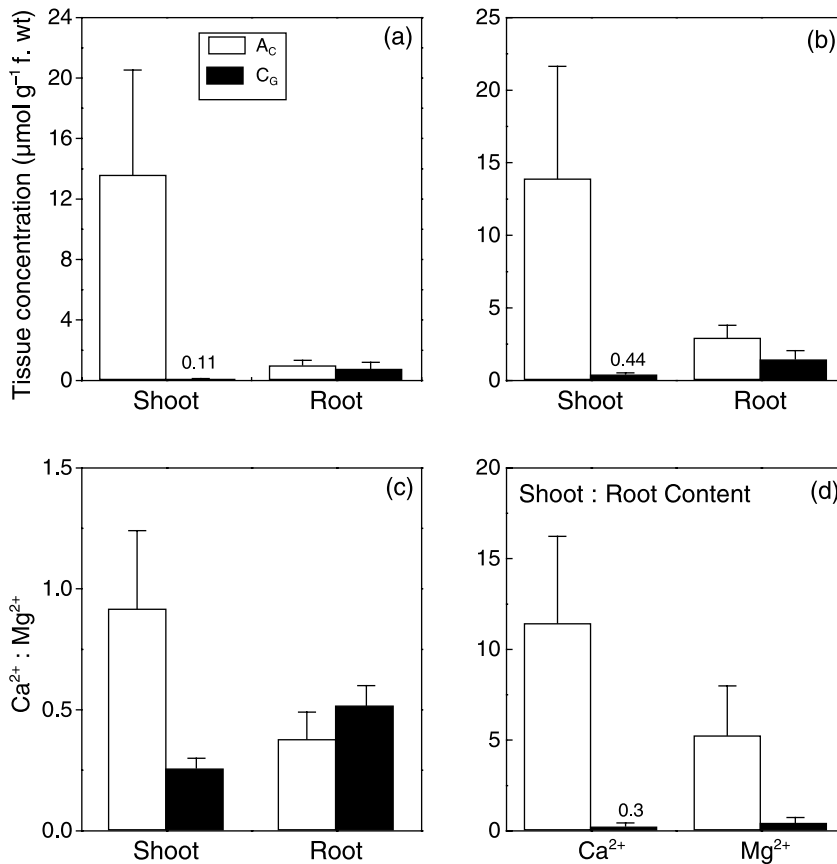 24
20
16
12
8
4
0
Tissue concentration (μmol g⁻¹ f. wt)
(a)
A_C
C_G
0.11
Shoot Root
25
20
15
10
5
0
(b)
0.44
Shoot Root
1.5
1.0
0.5
0.0
Ca²⁺ : Mg²⁺
(c)
Shoot Root
20
15
10
5
0
Shoot : Root Content (d)
0.3
Ca²⁺ Mg²⁺